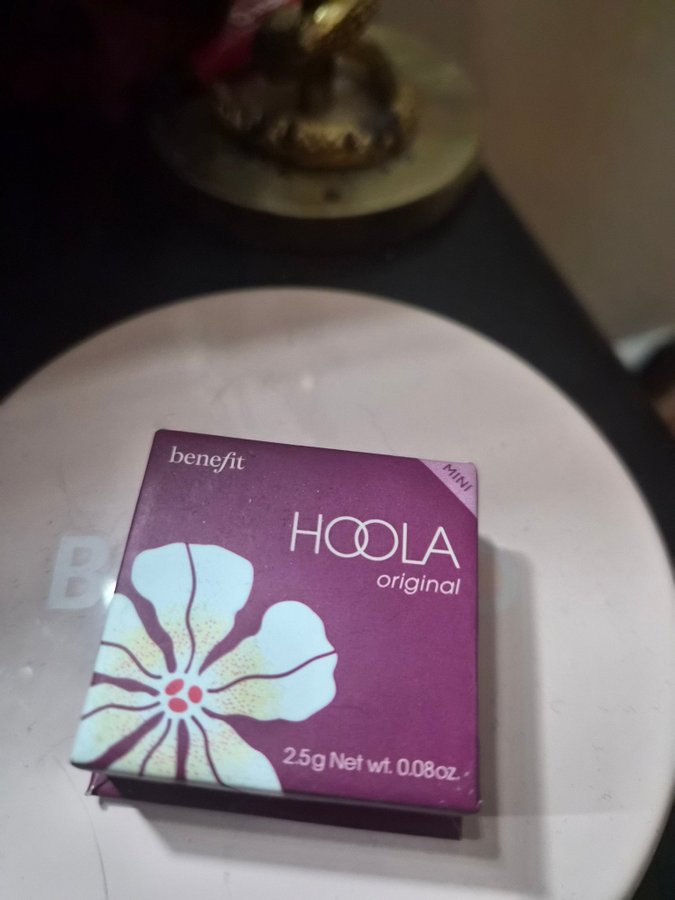 benefit
MINI
HOOLA
original
2.5g Net wt. 0.08oz.